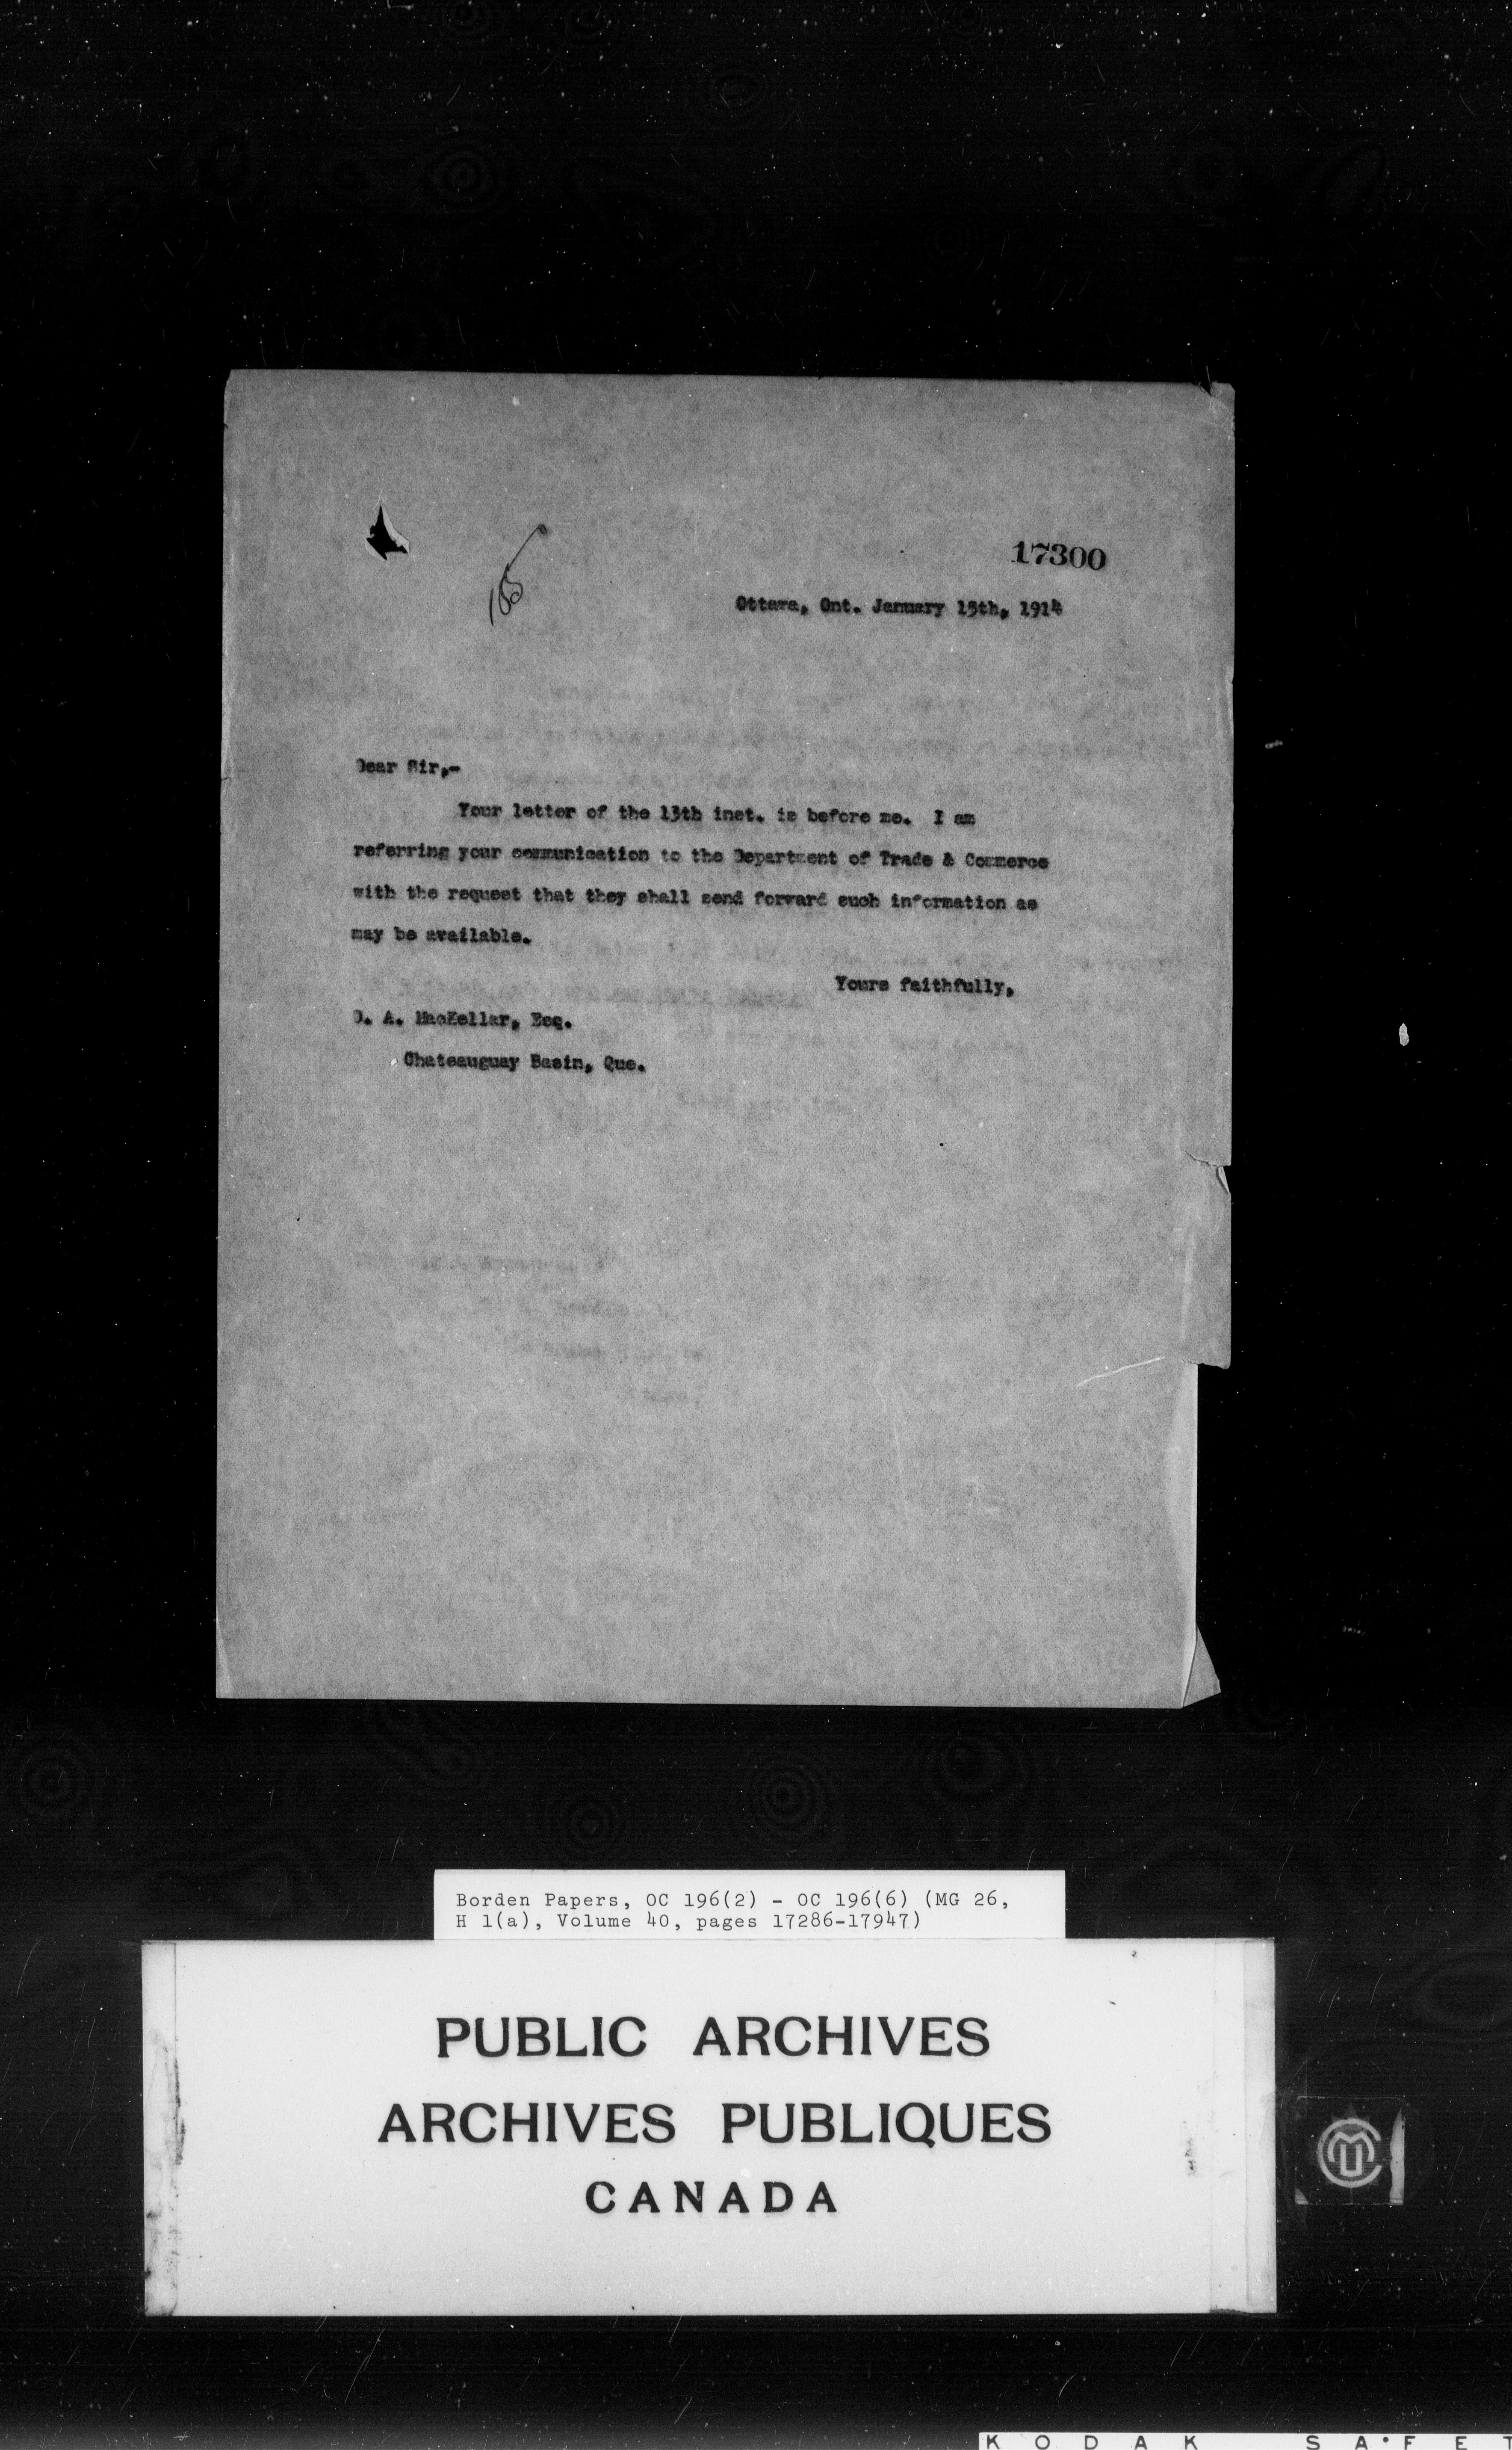 17300
Ottawa, Ont. January 15th, 1914
Dear Sir,-
Your letter of the 13th inst. is before me. I am
referring your communication to the Department of Trade & Commerce
with the request that they shall send forward such information as
may be available.
Yours faithfully,
D. A. MacKellar, Esq.
Chateauguay Basin, Que.
Borden Papers, OC 196(2) - OC 196(6) (MG 26,
H 1(a), Volume 40, pages 17286-17947)
PUBLIC ARCHIVES
ARCHIVES PUBLIQUES
CANADA
KODAK SAFET